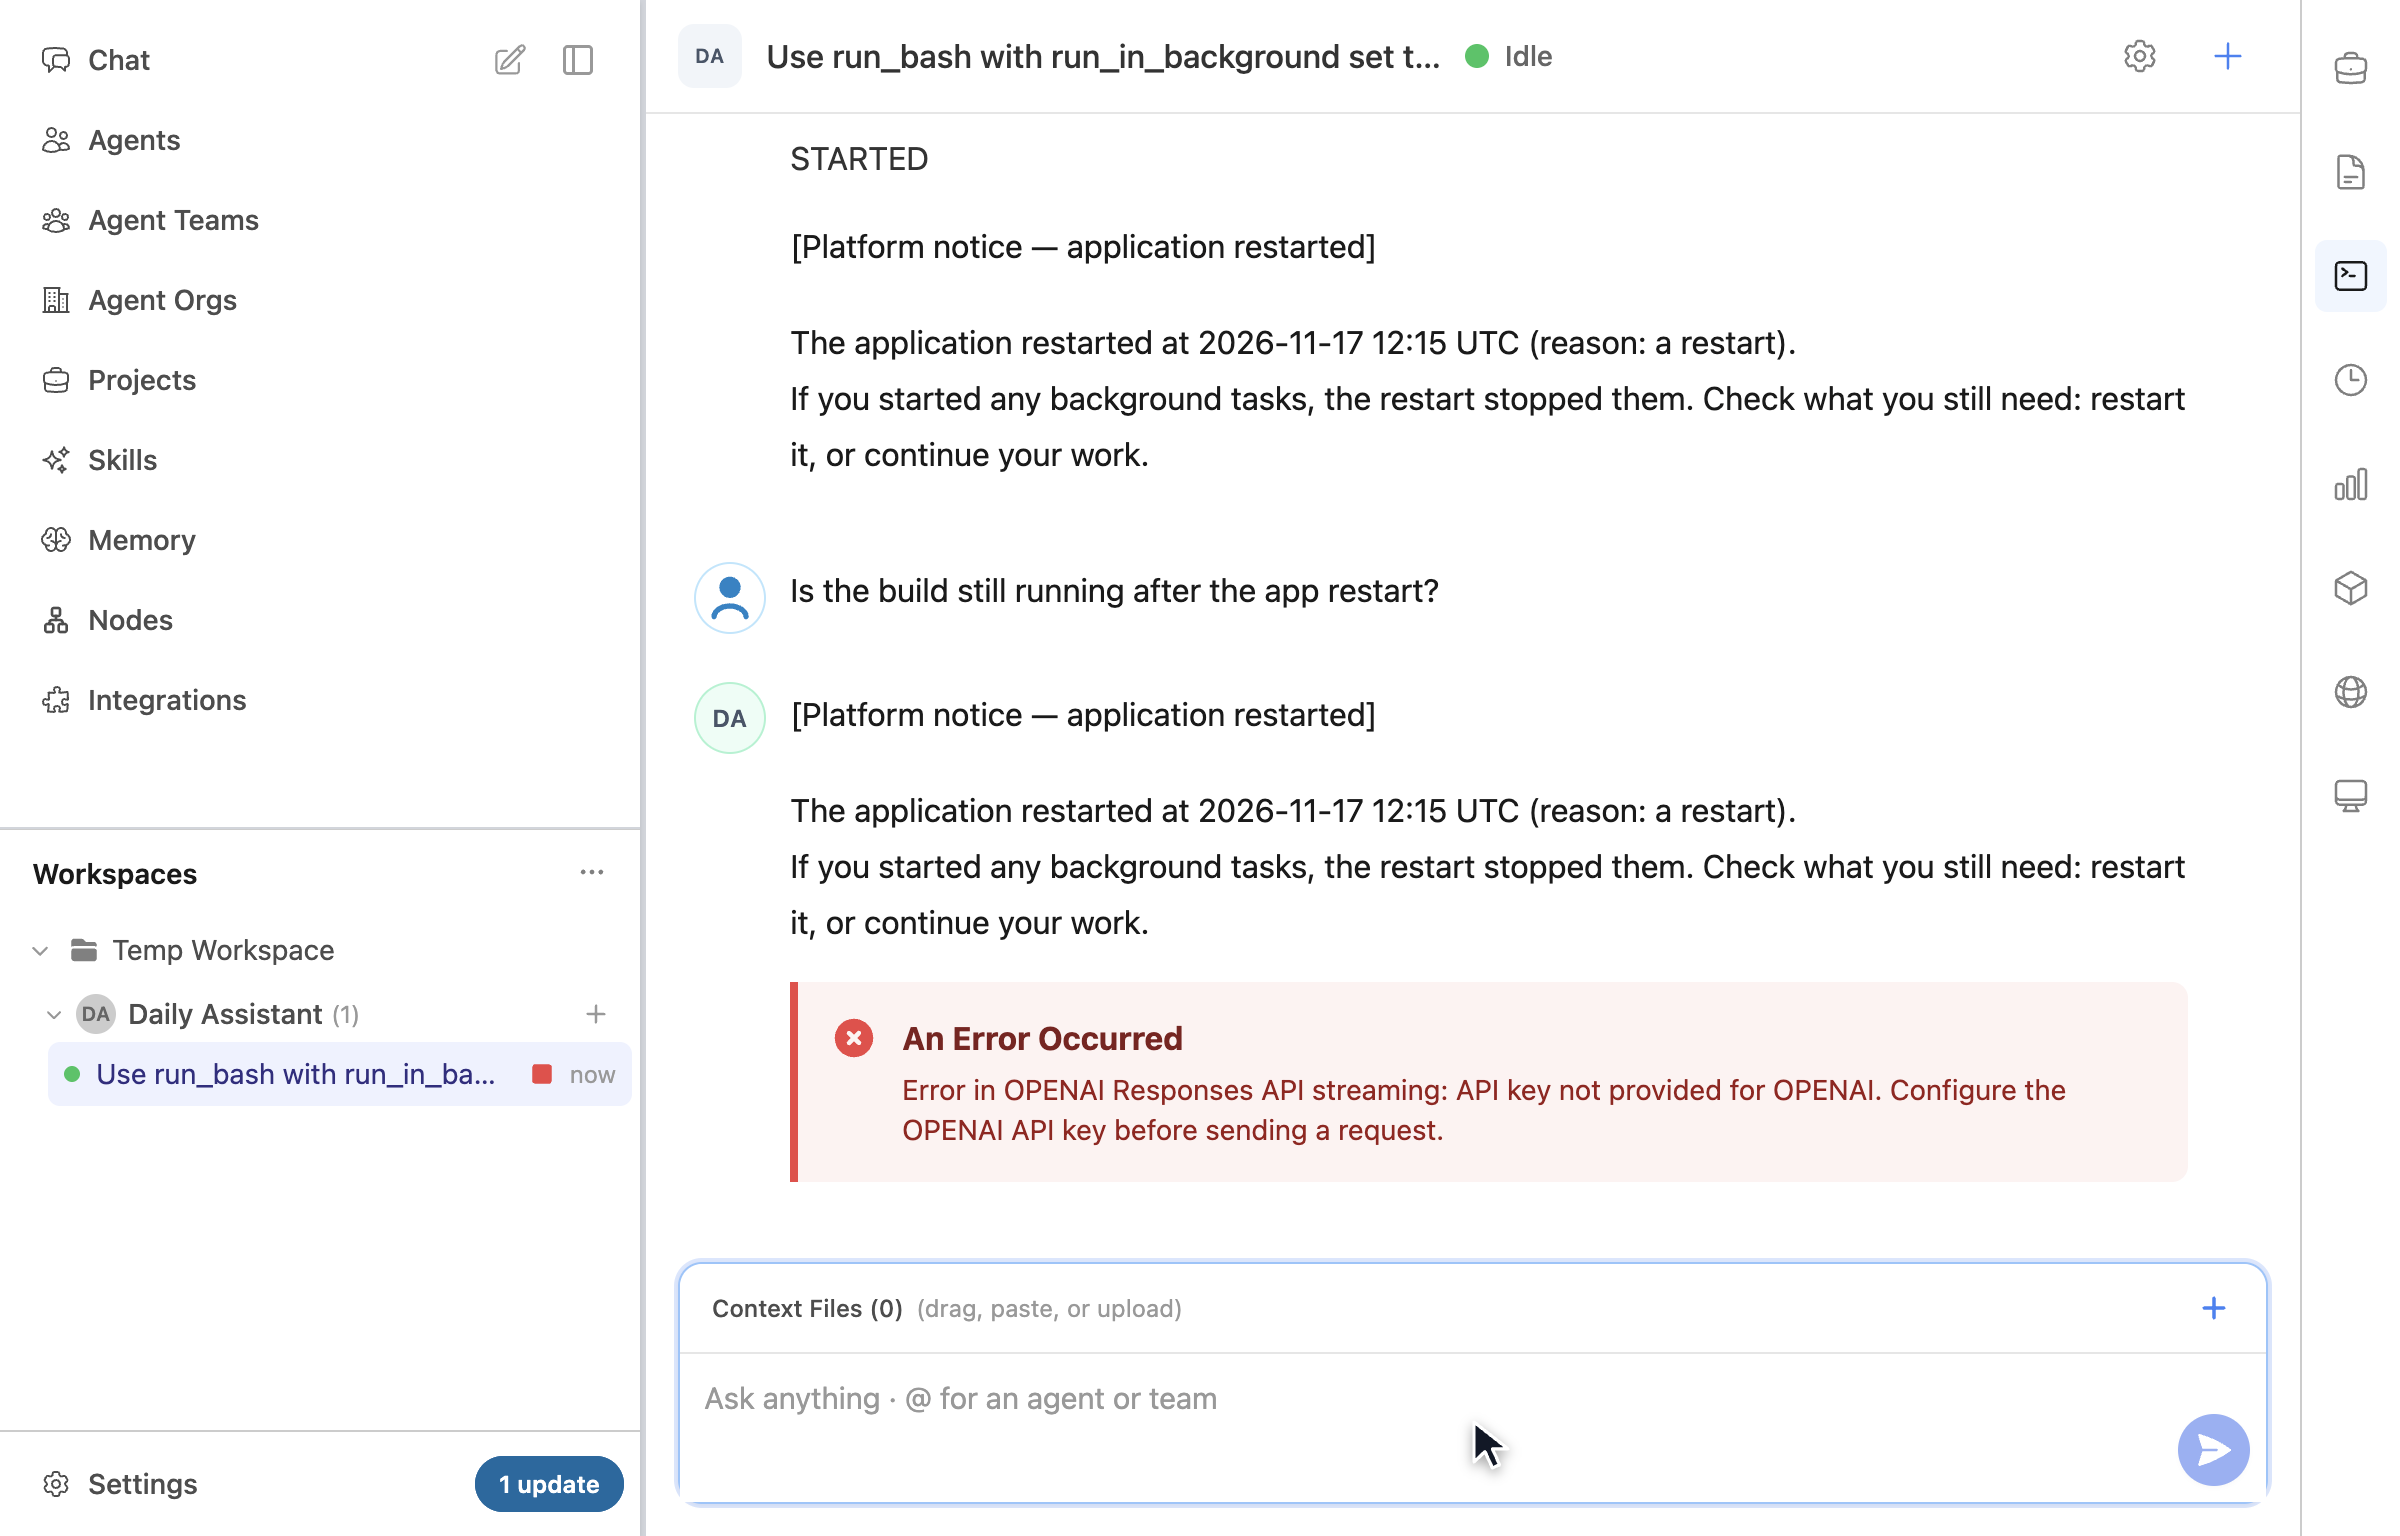 Chat
Agents
Agent Teams
Agent Orgs
Projects
Skills
Memory
Nodes
Integrations
Workspaces
Temp Workspace
DA Daily Assistant (1)
Use run_bash with run_in_ba... now
Settings
1 update
DA Use run_bash with run_in_background set t... Idle
STARTED
[Platform notice — application restarted]
The application restarted at 2026-11-17 12:15 UTC (reason: a restart).
If you started any background tasks, the restart stopped them. Check what you still need: restart
it, or continue your work.
Is the build still running after the app restart?
DA [Platform notice — application restarted]
The application restarted at 2026-11-17 12:15 UTC (reason: a restart).
If you started any background tasks, the restart stopped them. Check what you still need: restart
it, or continue your work.
An Error Occurred
Error in OPENAI Responses API streaming: API key not provided for OPENAI. Configure the
OPENAI API key before sending a request.
Context Files (0) (drag, paste, or upload)
Ask anything · @ for an agent or team